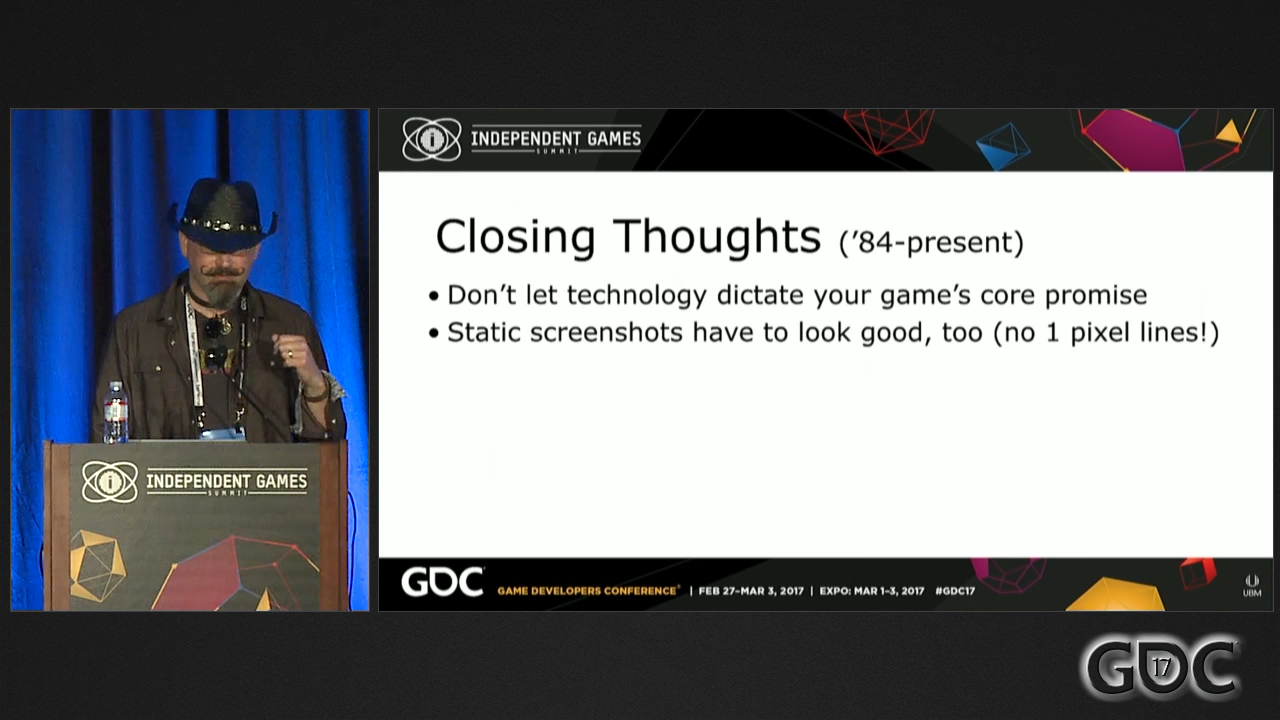 INDEPENDENT GAMES
SUMMIT
Closing Thoughts (’84-present)
• Don’t let technology dictate your game’s core promise
• Static screenshots have to look good, too (no 1 pixel lines!)
INDEPENDENT GAMES
SUMMIT
GDC
GAME DEVELOPERS CONFERENCE® | FEB 27–MAR 3, 2017 | EXPO: MAR 1–3, 2017 #GDC17
UBM
GDC 17